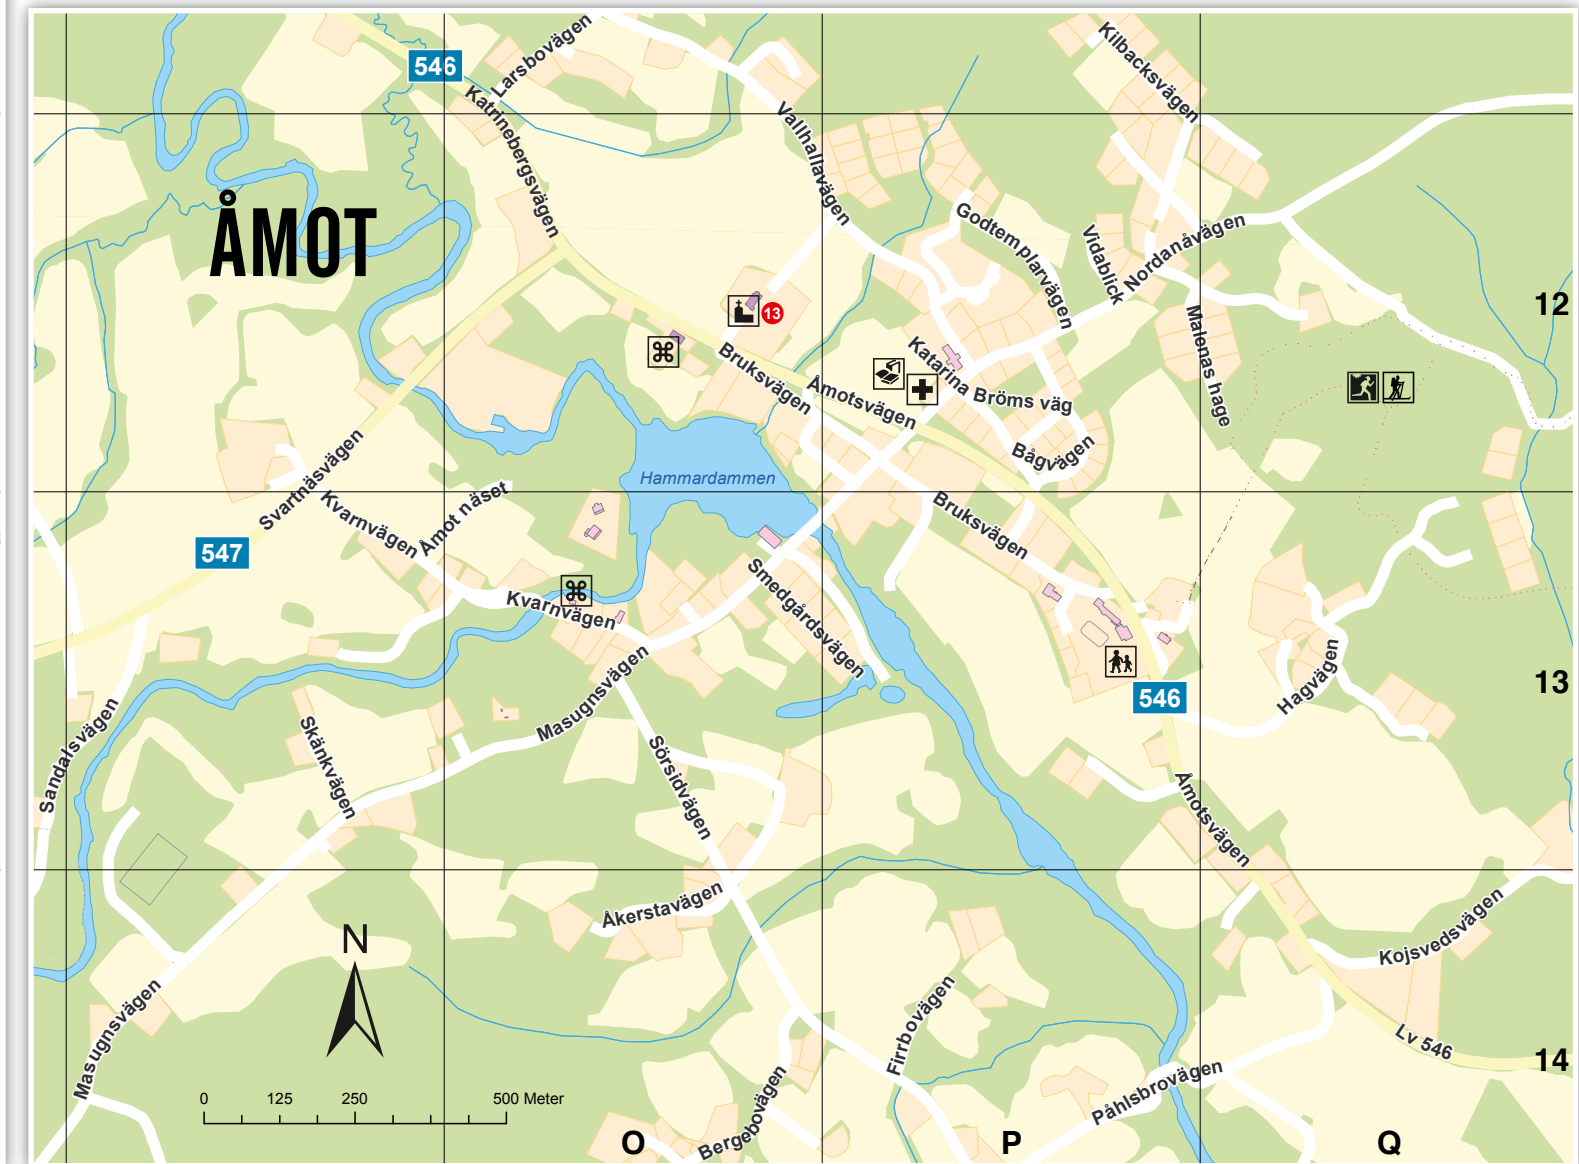 546
Larsbovägen
Kilbacksvägen
Katrinebergsvägen
Vallhallavägen
ÅMOT
Godtemplarvägen
Vidablick
Nordanåvägen
13
12
Malenas hage
Bruksvägen
Katarina Bröms väg
Åmotsvägen
Bågvägen
Svartnäsvägen
Hammardammen
Åmot näset
Kvarnvägen
Bruksvägen
547
Smedgårdsvägen
Kvarnvägen
Masugnsvägen
Hagvägen
13
546
Sandalsvägen
Skänkvägen
Sörsidvägen
Åmotsvägen
Åkerstavägen
Kojsvedsvägen
N
Masugnsvägen
Firrbovägen
Lv 546
14
Påhlsbrovägen
Bergebovägen
0 125 250 500 Meter
O P Q